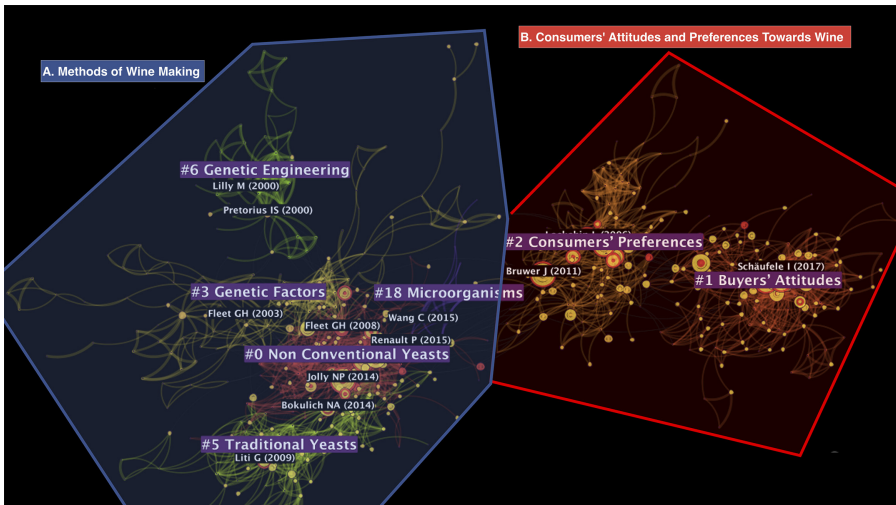 B. Consumers' Attitudes and Preferences Towards Wine
A. Methods of Wine Making
#6 Genetic Engineering
Lilly M (2000)
Pretorius IS (2000)
#2 Consumers' Preferences
Bruwer J (2011)
Schäufele I (2017)
#1 Buyers' Attitudes
#3 Genetic Factors
#18 Microorganisms
Fleet GH (2003)
Fleet GH (2008)
Wang C (2015)
Renault P (2015)
#0 Non Conventional Yeasts
Jolly NP (2014)
Bokulich NA (2014)
#5 Traditional Yeasts
Liti G (2009)